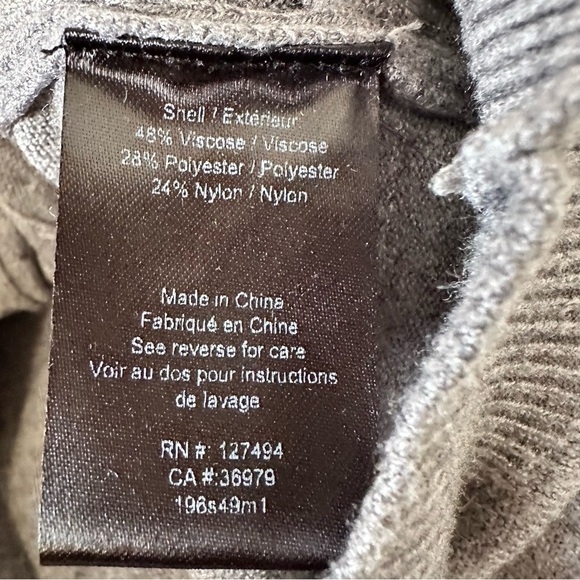 Shell / Extérieur
48% Viscose / Viscose
28% Polyester / Polyester
24% Nylon / Nylon
Made in China
Fabriqué en Chine
See reverse for care
Voir au dos pour instructions
de lavage
RN #: 127494
CA #:36979
196s49m1